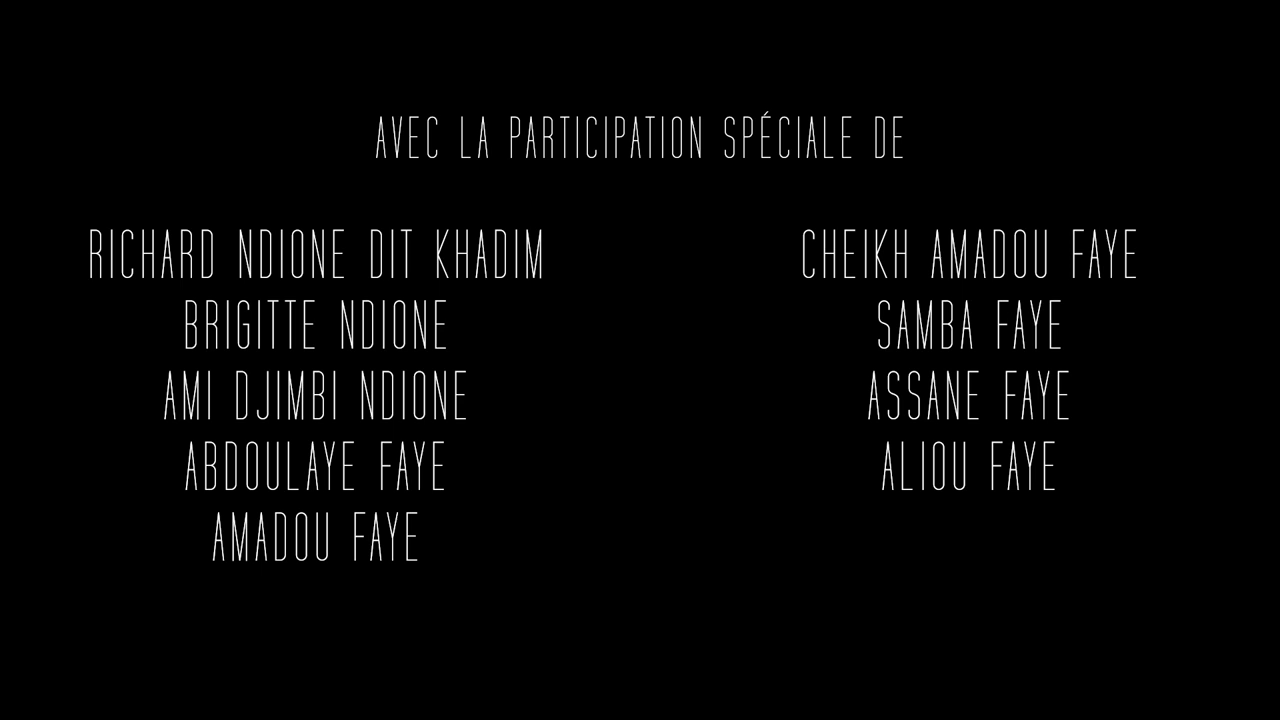 AVEC LA PARTICIPATION SPÉCIALE DE
RICHARD NDIONE DIT KHADIM
BRIGITTE NDIONE
AMI DJIMBI NDIONE
ABDOULAYE FAYE
AMADOU FAYE
CHEIKH AMADOU FAYE
SAMBA FAYE
ASSANE FAYE
ALIOU FAYE